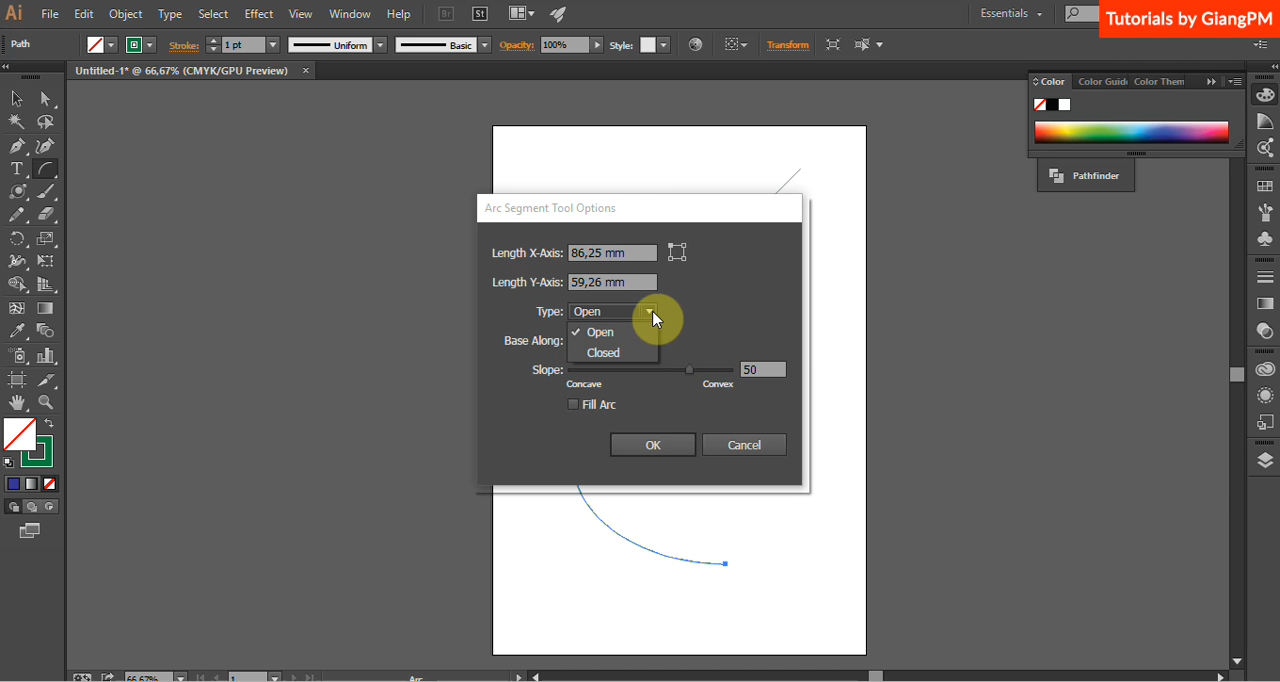 Ai File Edit Object Type Select Effect View Window Help Br St Essentials Tutorials by GiangPM
Path Stroke: 1 pt Uniform Basic Opacity: 100% Style: Transform
Untitled-1* @ 66,67% (CMYK/GPU Preview) ×
Color Color Guid Color Them
Pathfinder
Arc Segment Tool Options
Length X-Axis: 86,25 mm
Length Y-Axis: 59,26 mm
Type: Open
Open
Base Along:
Closed
Slope: 50
Concave Convex
Fill Arc
OK Cancel
66,67% 1 Arc